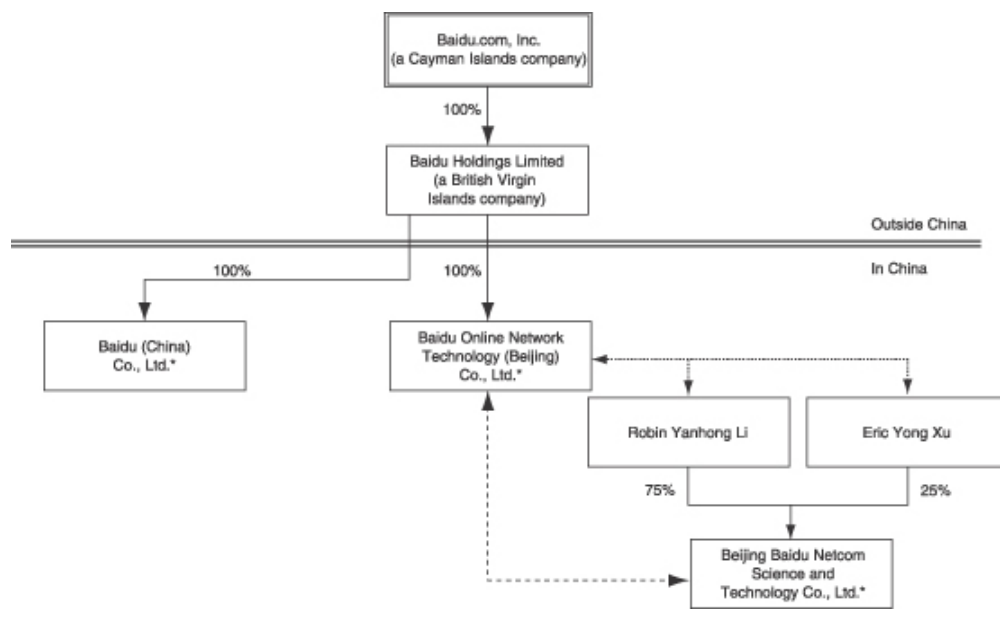 Baidu.com, Inc.
(a Cayman Islands company)
100%
Baidu Holdings Limited
(a British Virgin
Islands company)
Outside China
In China
100%
100%
Baidu (China)
Co., Ltd.*
Baidu Online Network
Technology (Beijing)
Co., Ltd.*
Robin Yanhong Li
Eric Yong Xu
75%
25%
Beijing Baidu Netcom
Science and
Technology Co., Ltd.*